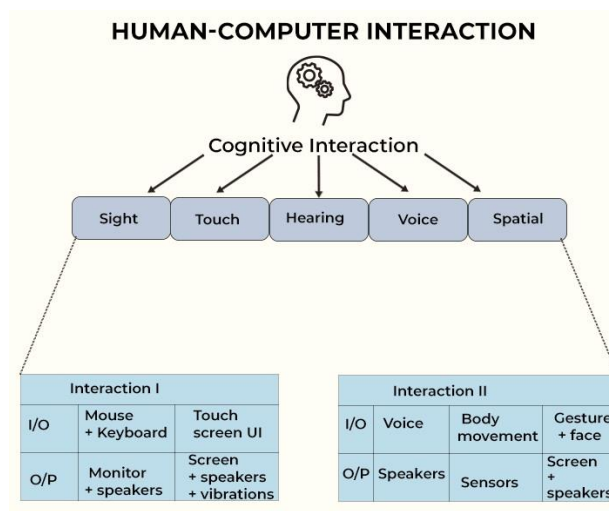 HUMAN-COMPUTER INTERACTION
Cognitive Interaction
Sight
Touch
Hearing
Voice
Spatial
Interaction I
I/O
Mouse
+ Keyboard
Touch
screen UI
O/P
Monitor
+ speakers
Screen
+ speakers
+ vibrations
Interaction II
I/O
Voice
Body
movement
Gesture
+ face
O/P
Speakers
Sensors
Screen
+
speakers